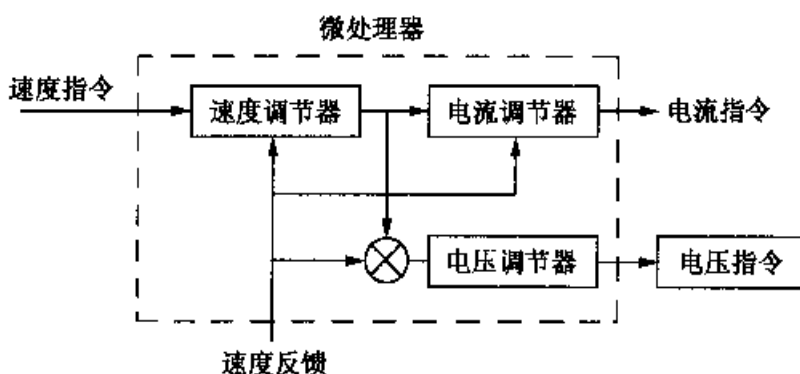 微处理器
速度指令
速度调节器
电流调节器
电流指令
电压调节器
电压指令
速度反馈